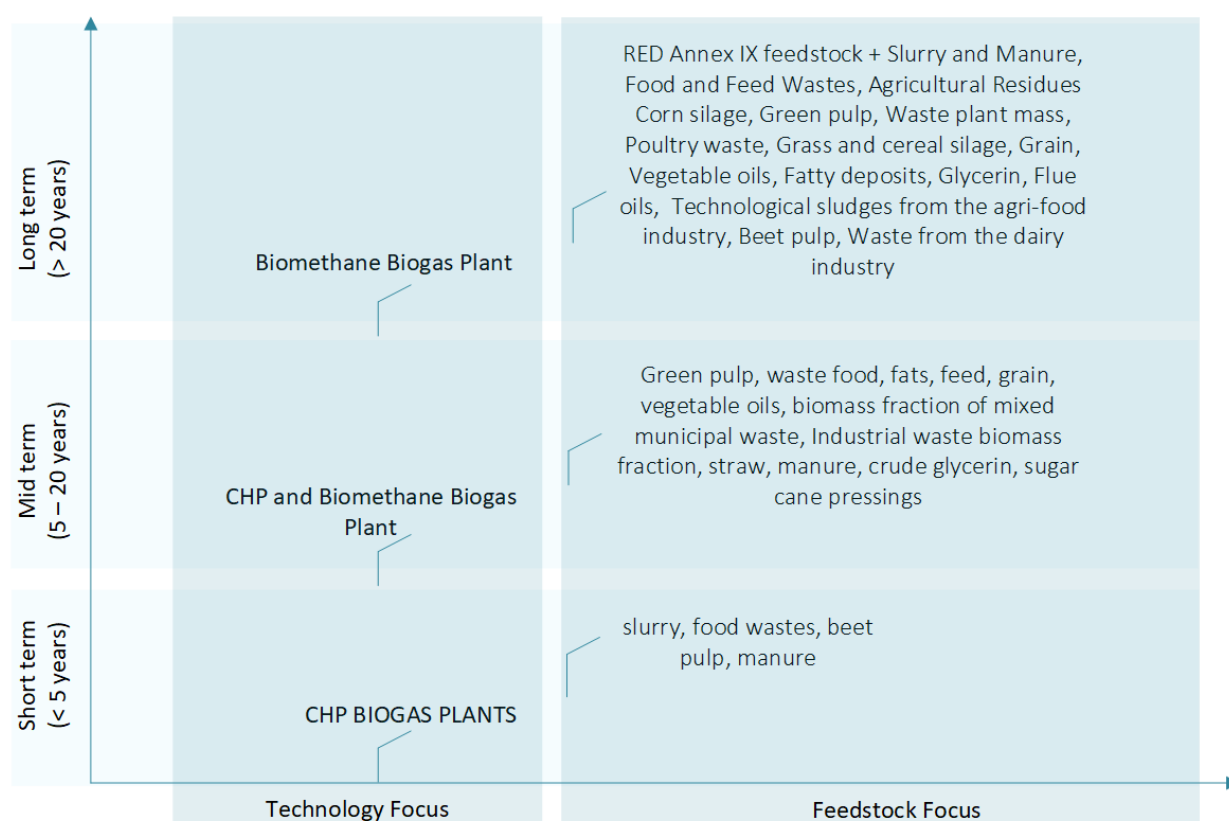 Long term
(> 20 years)
Biomethane Biogas Plant
RED Annex IX feedstock + Slurry and Manure,
Food and Feed Wastes, Agricultural Residues
Corn silage, Green pulp, Waste plant mass,
Poultry waste, Grass and cereal silage, Grain,
Vegetable oils, Fatty deposits, Glycerin, Flue
oils, Technological sludges from the agri-food
industry, Beet pulp, Waste from the dairy
industry
Mid term
(5 – 20 years)
CHP and Biomethane Biogas
Plant
Green pulp, waste food, fats, feed, grain,
vegetable oils, biomass fraction of mixed
municipal waste, Industrial waste biomass
fraction, straw, manure, crude glycerin, sugar
cane pressings
Short term
(< 5 years)
CHP BIOGAS PLANTS
slurry, food wastes, beet
pulp, manure
Technology Focus
Feedstock Focus